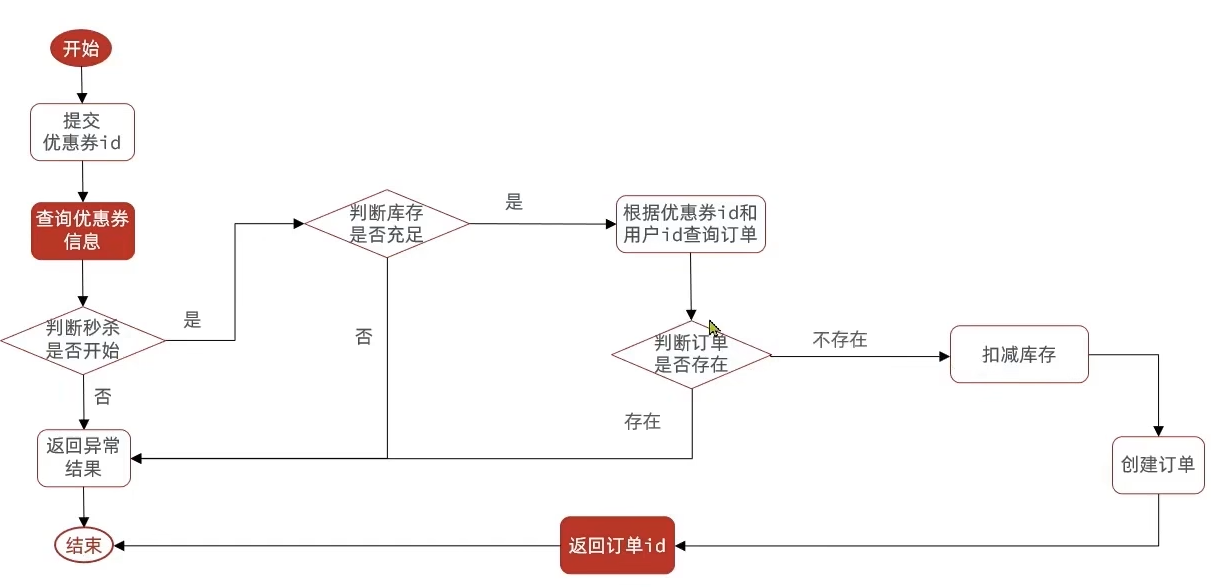 开始
提交
优惠券id
查询优惠券
信息
判断秒杀
是否开始
是
否
返回异常
结果
结束
判断库存
是否充足
是
否
根据优惠券id和
用户id查询订单
判断订单
是否存在
不存在
存在
扣减库存
创建订单
返回订单id